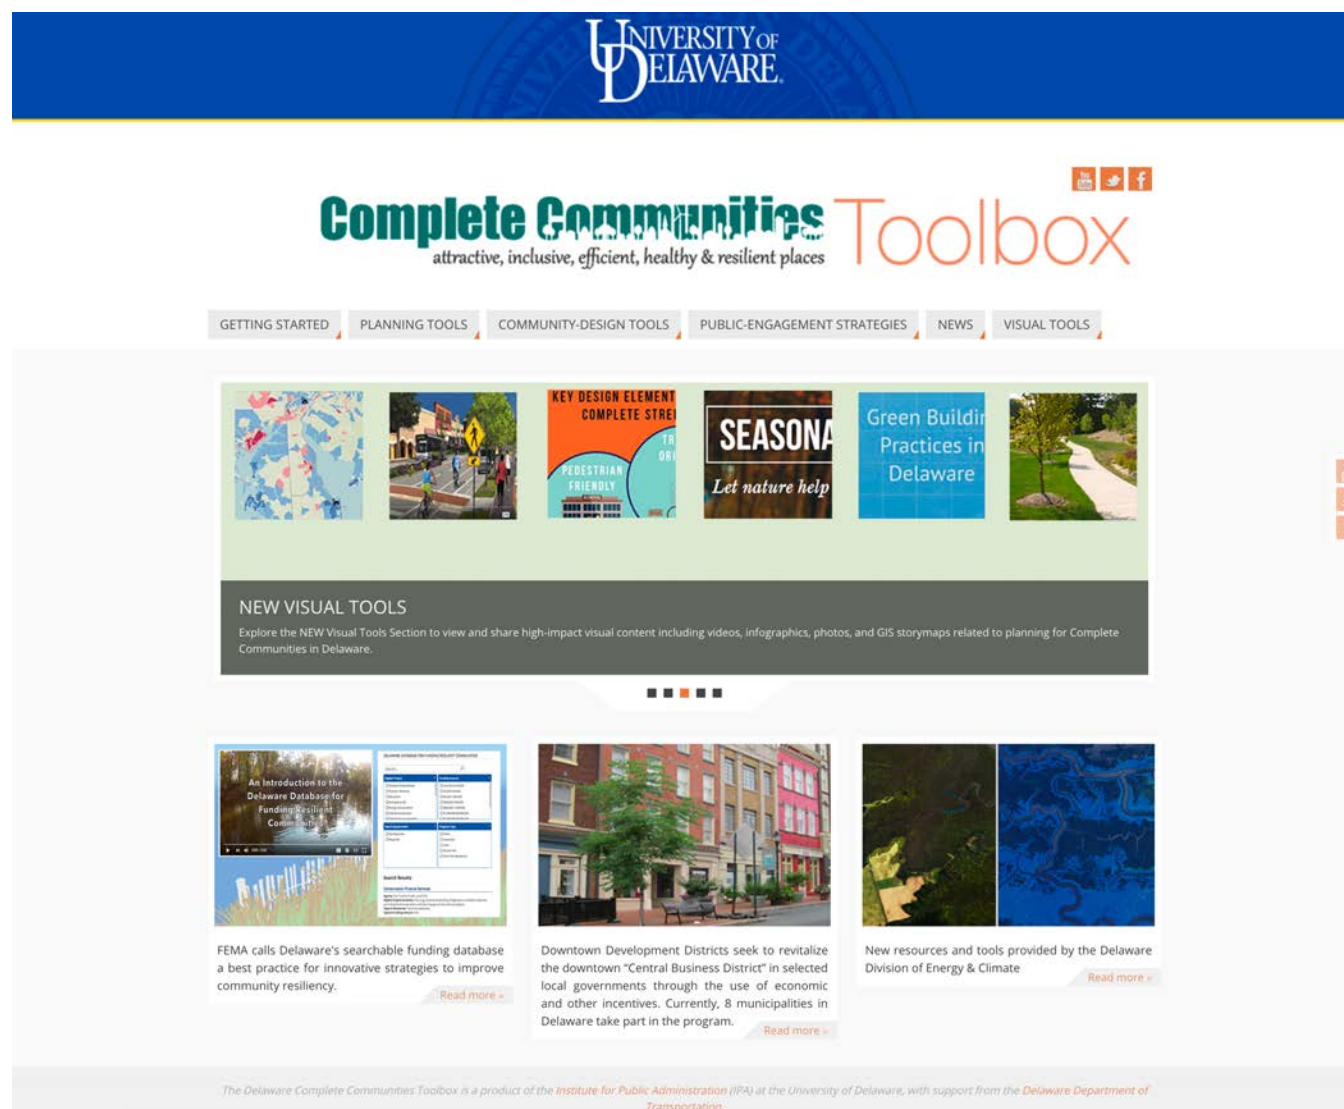 UNIVERSITY OF
DELAWARE.
You
Tube
Complete Communities Toolbox
attractive, inclusive, efficient, healthy & resilient places
GETTING STARTED
PLANNING TOOLS
COMMUNITY-DESIGN TOOLS
PUBLIC-ENGAGEMENT STRATEGIES
NEWS
VISUAL TOOLS
KEY DESIGN ELEMENT
COMPLETE STRE
TR
ORI
PEDESTRIAN
FRIENDLY
SEASONA
Let nature help
Green Buildin
Practices in
Delaware
NEW VISUAL TOOLS
Explore the NEW Visual Tools Section to view and share high-impact visual content including videos, infographics, photos, and GIS storymaps related to planning for Complete
Communities in Delaware.
An Introduction to the
Delaware Database for
Funding Resilient
Communities
Search Results
FEMA calls Delaware's searchable funding database
a best practice for innovative strategies to improve
community resiliency.
Read more »
Downtown Development Districts seek to revitalize
the downtown “Central Business District” in selected
local governments through the use of economic
and other incentives. Currently, 8 municipalities in
Delaware take part in the program.
Read more »
New resources and tools provided by the Delaware
Division of Energy & Climate
Read more »
The Delaware Complete Communities Toolbox is a product of the Institute for Public Administration (IPA) at the University of Delaware, with support from the Delaware Department of
Transportation.